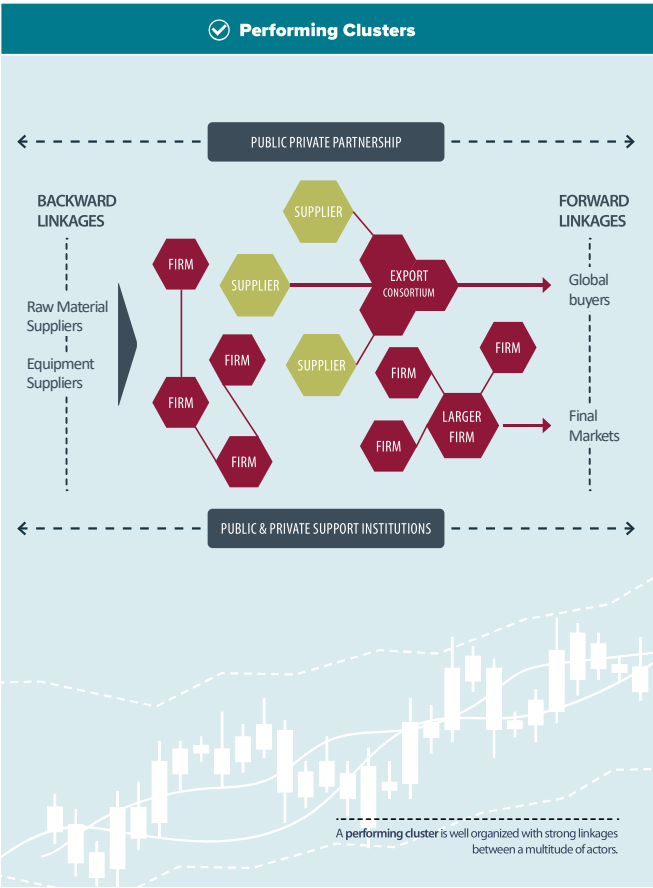 Performing Clusters
PUBLIC PRIVATE PARTNERSHIP
BACKWARD
LINKAGES
FORWARD
LINKAGES
Raw Material
Suppliers
Equipment
Suppliers
FIRM
FIRM
FIRM
FIRM
SUPPLIER
SUPPLIER
SUPPLIER
EXPORT
CONSORTIUM
FIRM
FIRM
FIRM
LARGER
FIRM
Global
buyers
Final
Markets
PUBLIC & PRIVATE SUPPORT INSTITUTIONS
A performing cluster is well organized with strong linkages
between a multitude of actors.